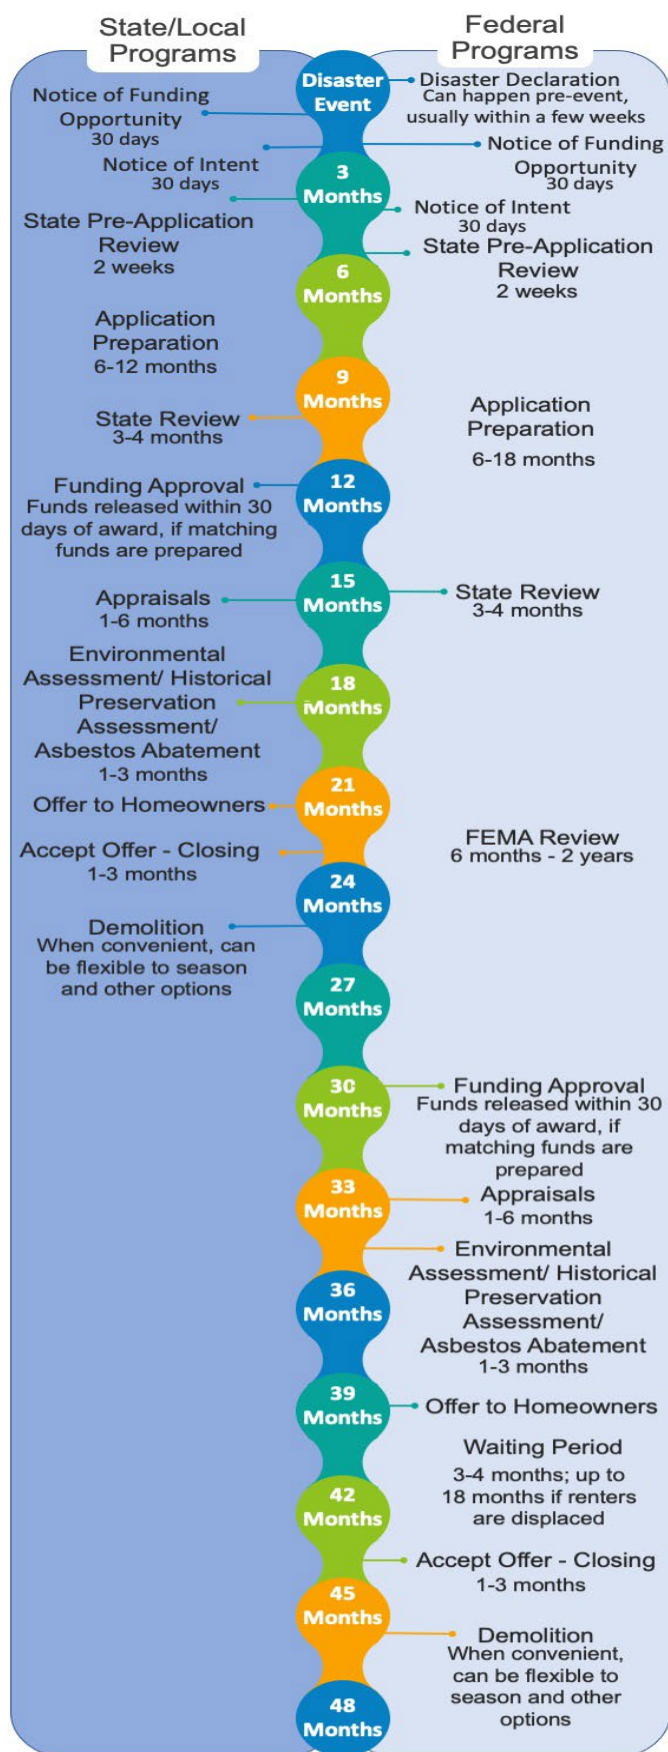 State/Local
Programs
Federal
Programs
Disaster
Event
Disaster Declaration
Can happen pre-event,
usually within a few weeks
Notice of Funding
Opportunity
30 days
Notice of Funding
Opportunity
30 days
Notice of Intent
30 days
3
Months
Notice of Intent
30 days
State Pre-Application
Review
2 weeks
State Pre-Application
Review
2 weeks
6
Months
Application
Preparation
6-12 months
9
Months
State Review
3-4 months
Application
Preparation
6-18 months
Funding Approval
Funds released within 30
days of award, if matching
funds are prepared
12
Months
Appraisals
1-6 months
15
Months
State Review
3-4 months
Environmental
Assessment/ Historical
Preservation
Assessment/
Asbestos Abatement
1-3 months
18
Months
Offer to Homeowners
21
Months
Accept Offer - Closing
1-3 months
FEMA Review
6 months - 2 years
24
Months
Demolition
When convenient, can
be flexible to season
and other options
27
Months
30
Months
Funding Approval
Funds released within 30
days of award, if
matching funds are
prepared
33
Months
Appraisals
1-6 months
Environmental
Assessment/ Historical
Preservation
Assessment/
Asbestos Abatement
1-3 months
36
Months
39
Months
Offer to Homeowners
Waiting Period
3-4 months; up to
18 months if renters
are displaced
42
Months
Accept Offer - Closing
1-3 months
45
Months
Demolition
When convenient,
can be flexible to
season and other
options
48
Months